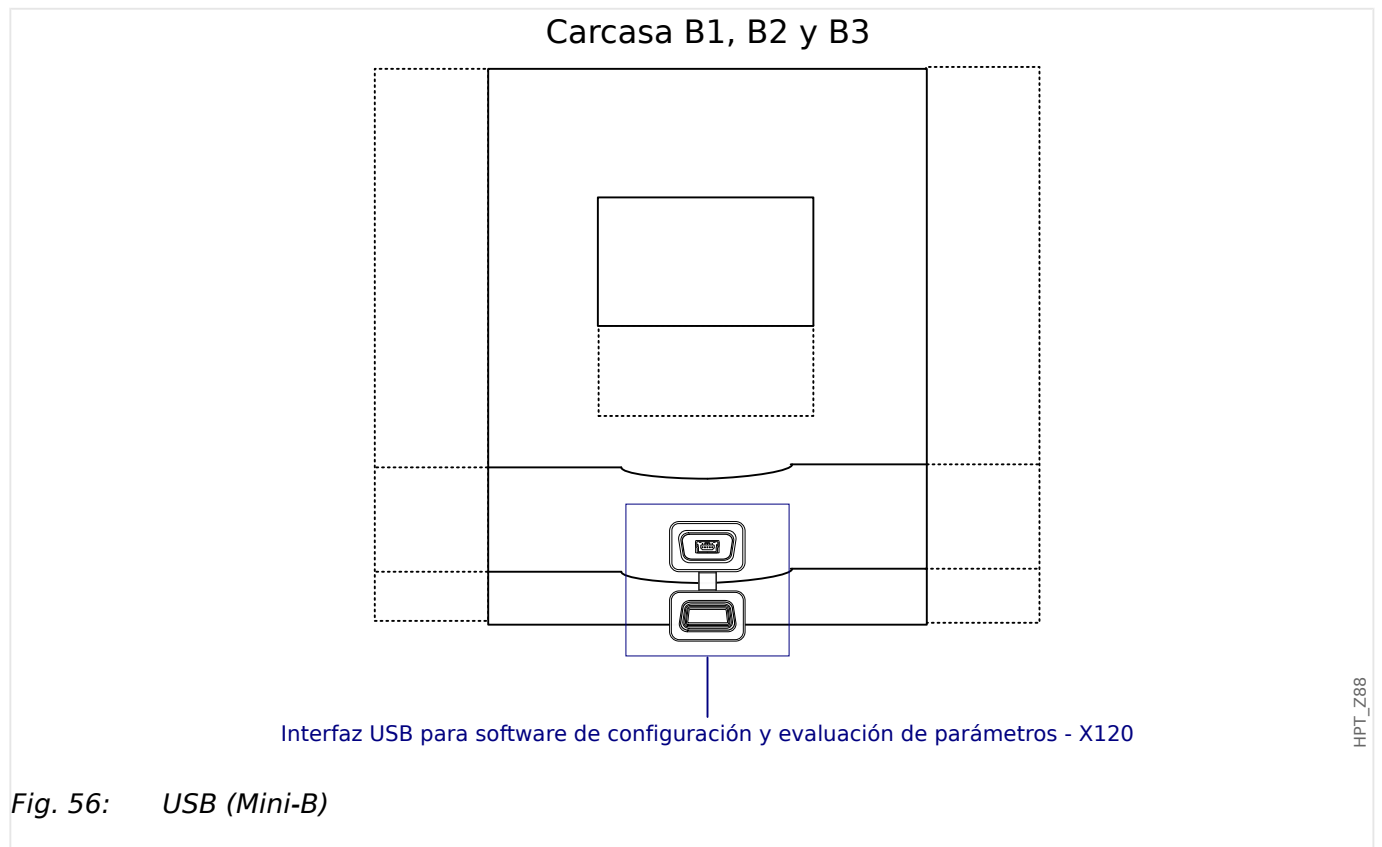 Carcasa B1, B2 y B3
Interfaz USB para software de configuración y evaluación de parámetros - X120
HPT_Z88
Fig. 56: USB (Mini-B)